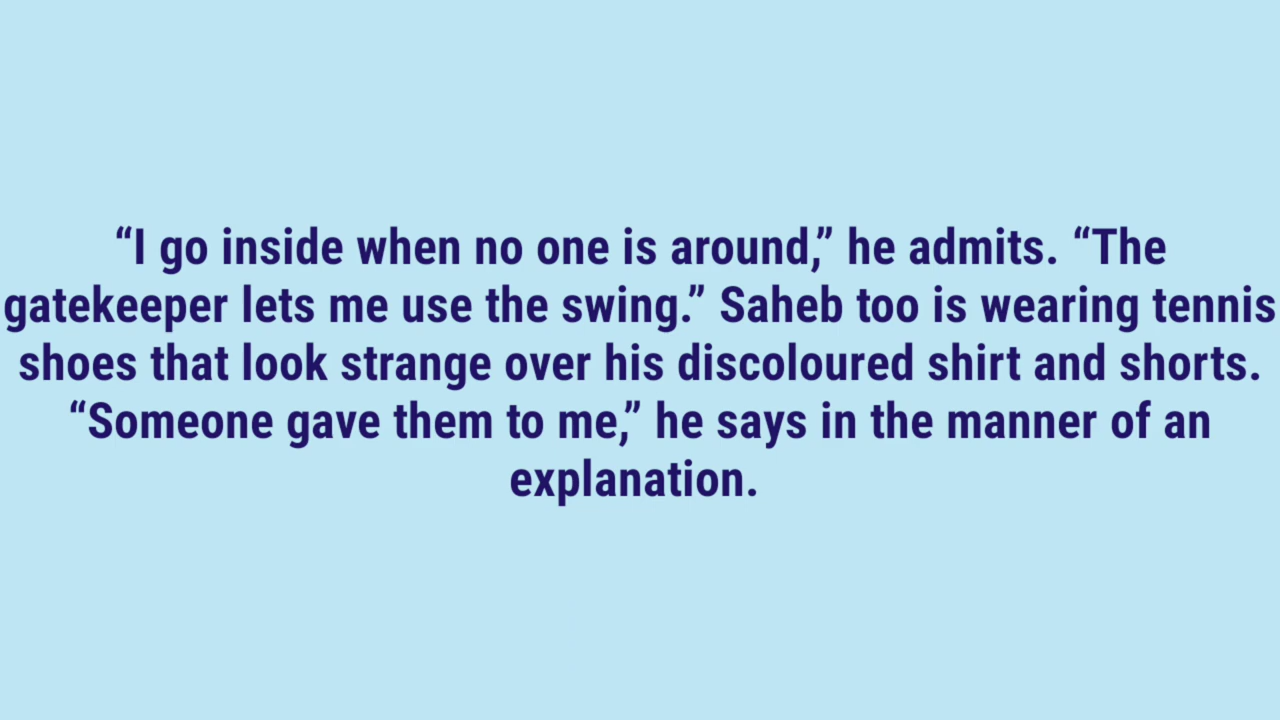 “I go inside when no one is around,” he admits. “The
gatekeeper lets me use the swing.” Saheb too is wearing tennis
shoes that look strange over his discoloured shirt and shorts.
“Someone gave them to me,” he says in the manner of an
explanation.